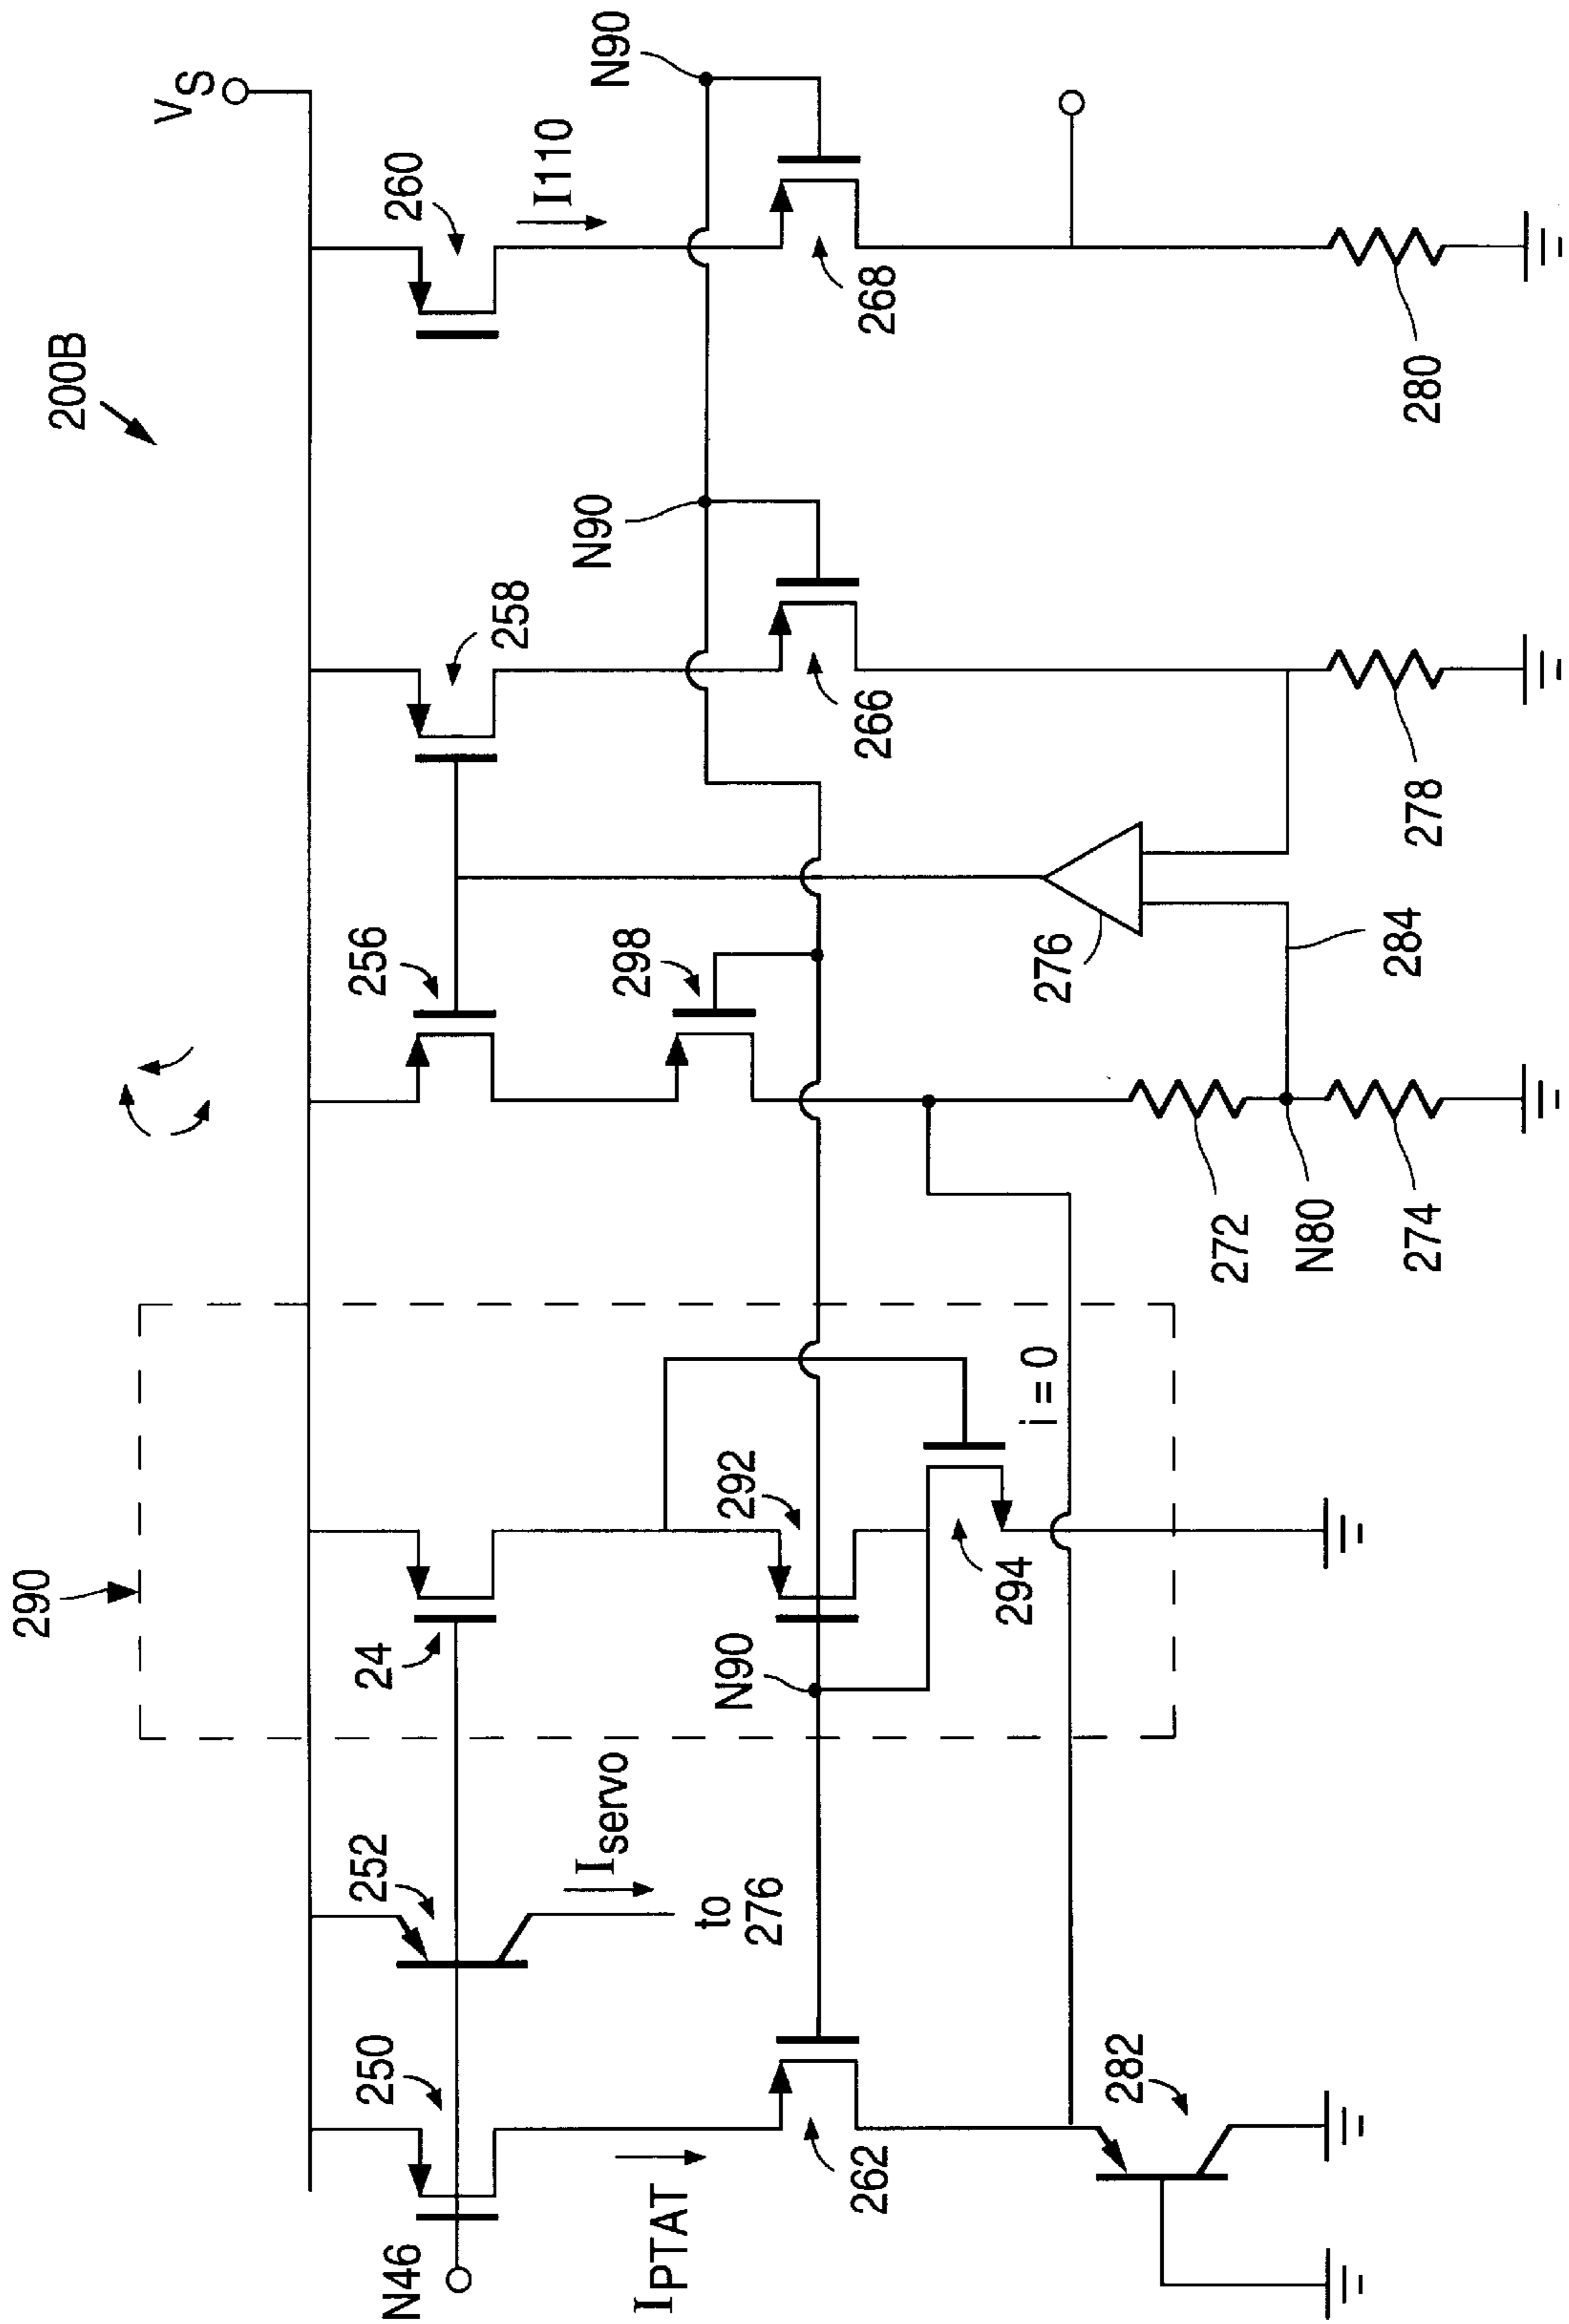 200B
V_S
290
24
250
252
256
258
260
N46
I_PTAT
I_servo
to
276
I110
N90
N90
N90
298
292
262
266
268
294
i = 0
282
276
284
272
N80
274
278
280